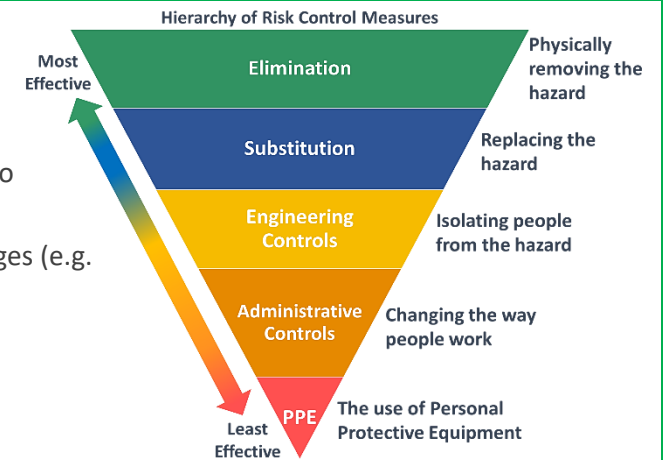 Hierarchy of Risk Control Measures
Most
Effective
Elimination
Physically
removing the
hazard
Substitution
Replacing the
hazard
o
Engineering
Controls
Isolating people
from the hazard
ges (e.g.
Administrative
Controls
Changing the way
people work
PPE
The use of Personal
Protective Equipment
Least
Effective